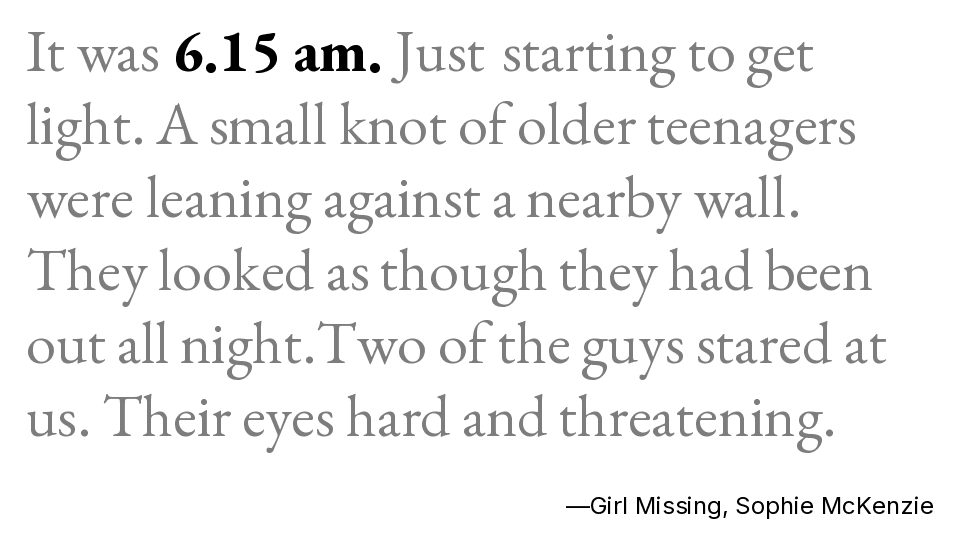 It was 6.15 am. Just starting to get
light. A small knot of older teenagers
were leaning against a nearby wall.
They looked as though they had been
out all night.Two of the guys stared at
us. Their eyes hard and threatening.
—Girl Missing, Sophie McKenzie